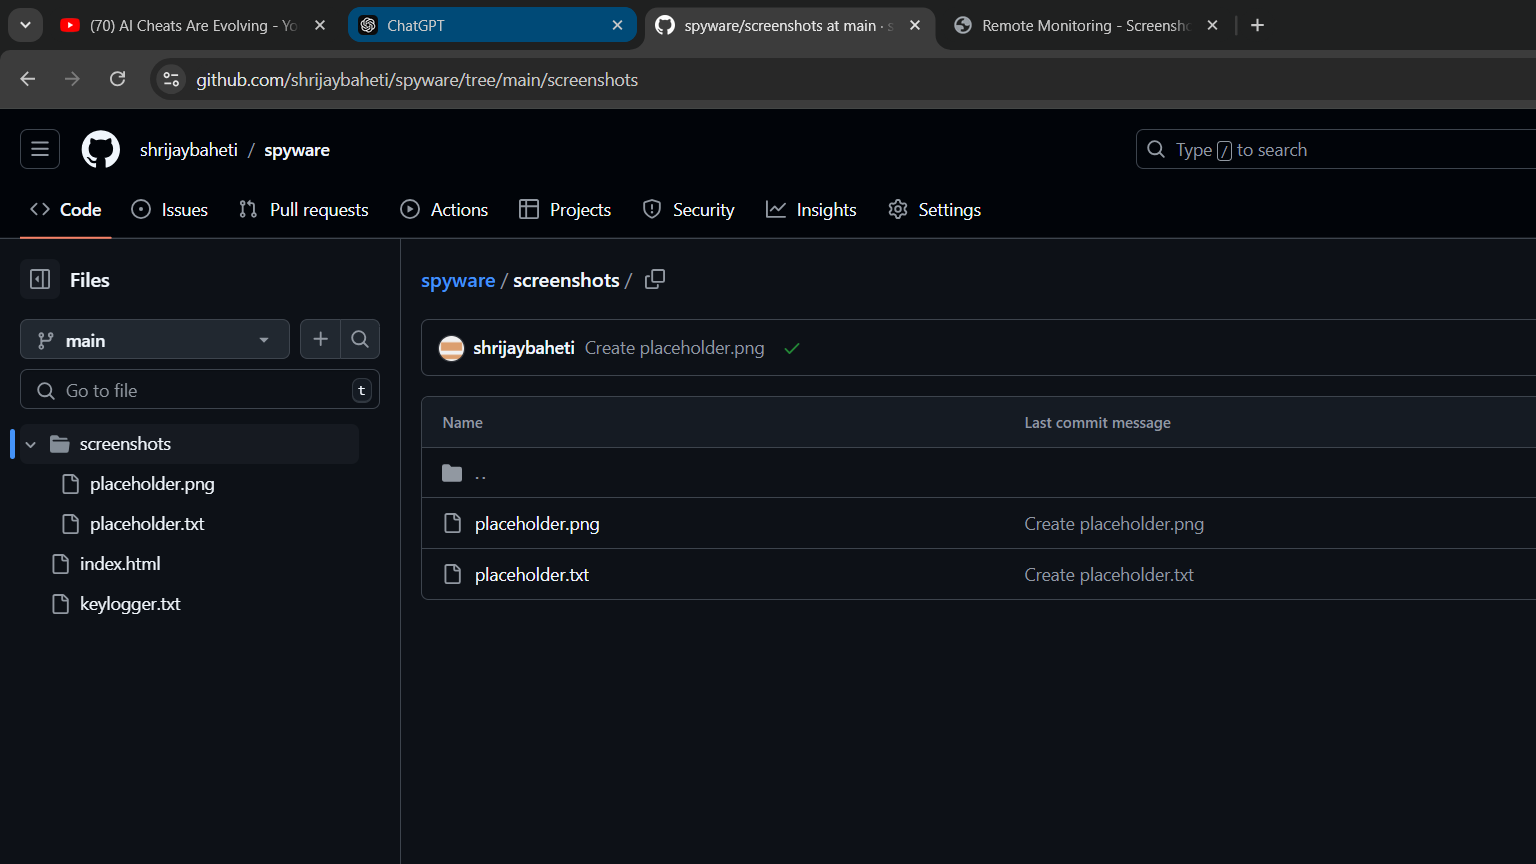 (70) AI Cheats Are Evolving - Yo
ChatGPT
spyware/screenshots at main · s
Remote Monitoring - Screensho
github.com/shrijaybaheti/spyware/tree/main/screenshots
shrijaybaheti / spyware
Type / to search
Code
Issues
Pull requests
Actions
Projects
Security
Insights
Settings
Files
spyware / screenshots /
main
shrijaybaheti Create placeholder.png
Go to file
t
Name
Last commit message
screenshots
..
placeholder.png
placeholder.txt
index.html
keylogger.txt
placeholder.png
Create placeholder.png
placeholder.txt
Create placeholder.txt